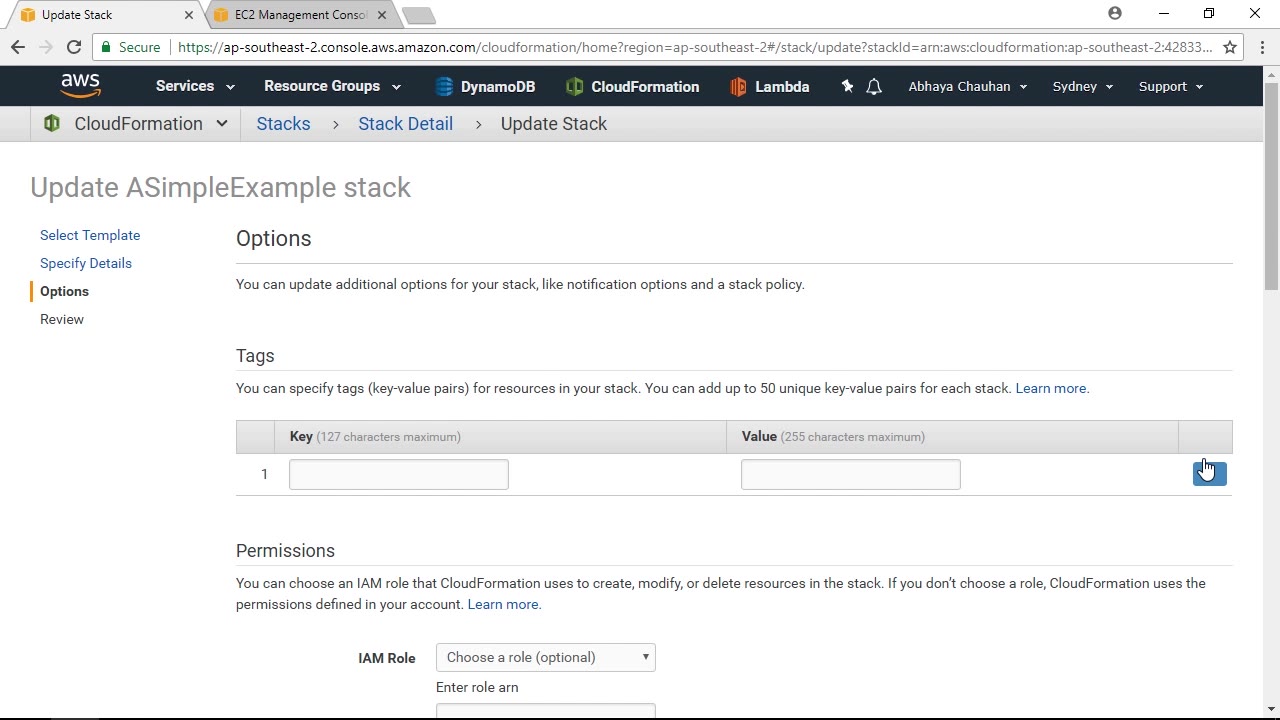 Update Stack
EC2 Management Consol
Secure
https://ap-southeast-2.console.aws.amazon.com/cloudformation/home?region=ap-southeast-2#/stack/update?stackId=arn:aws:cloudformation:ap-southeast-2:42833...
aws
Services
Resource Groups
DynamoDB
CloudFormation
Lambda
Abhaya Chauhan
Sydney
Support
CloudFormation
Stacks > Stack Detail > Update Stack
Update ASimpleExample stack
Select Template
Specify Details
Options
Review
Options
You can update additional options for your stack, like notification options and a stack policy.
Tags
You can specify tags (key-value pairs) for resources in your stack. You can add up to 50 unique key-value pairs for each stack. Learn more.
Key (127 characters maximum)
Value (255 characters maximum)
1
Permissions
You can choose an IAM role that CloudFormation uses to create, modify, or delete resources in the stack. If you don't choose a role, CloudFormation uses the
permissions defined in your account. Learn more.
IAM Role
Choose a role (optional)
Enter role arn